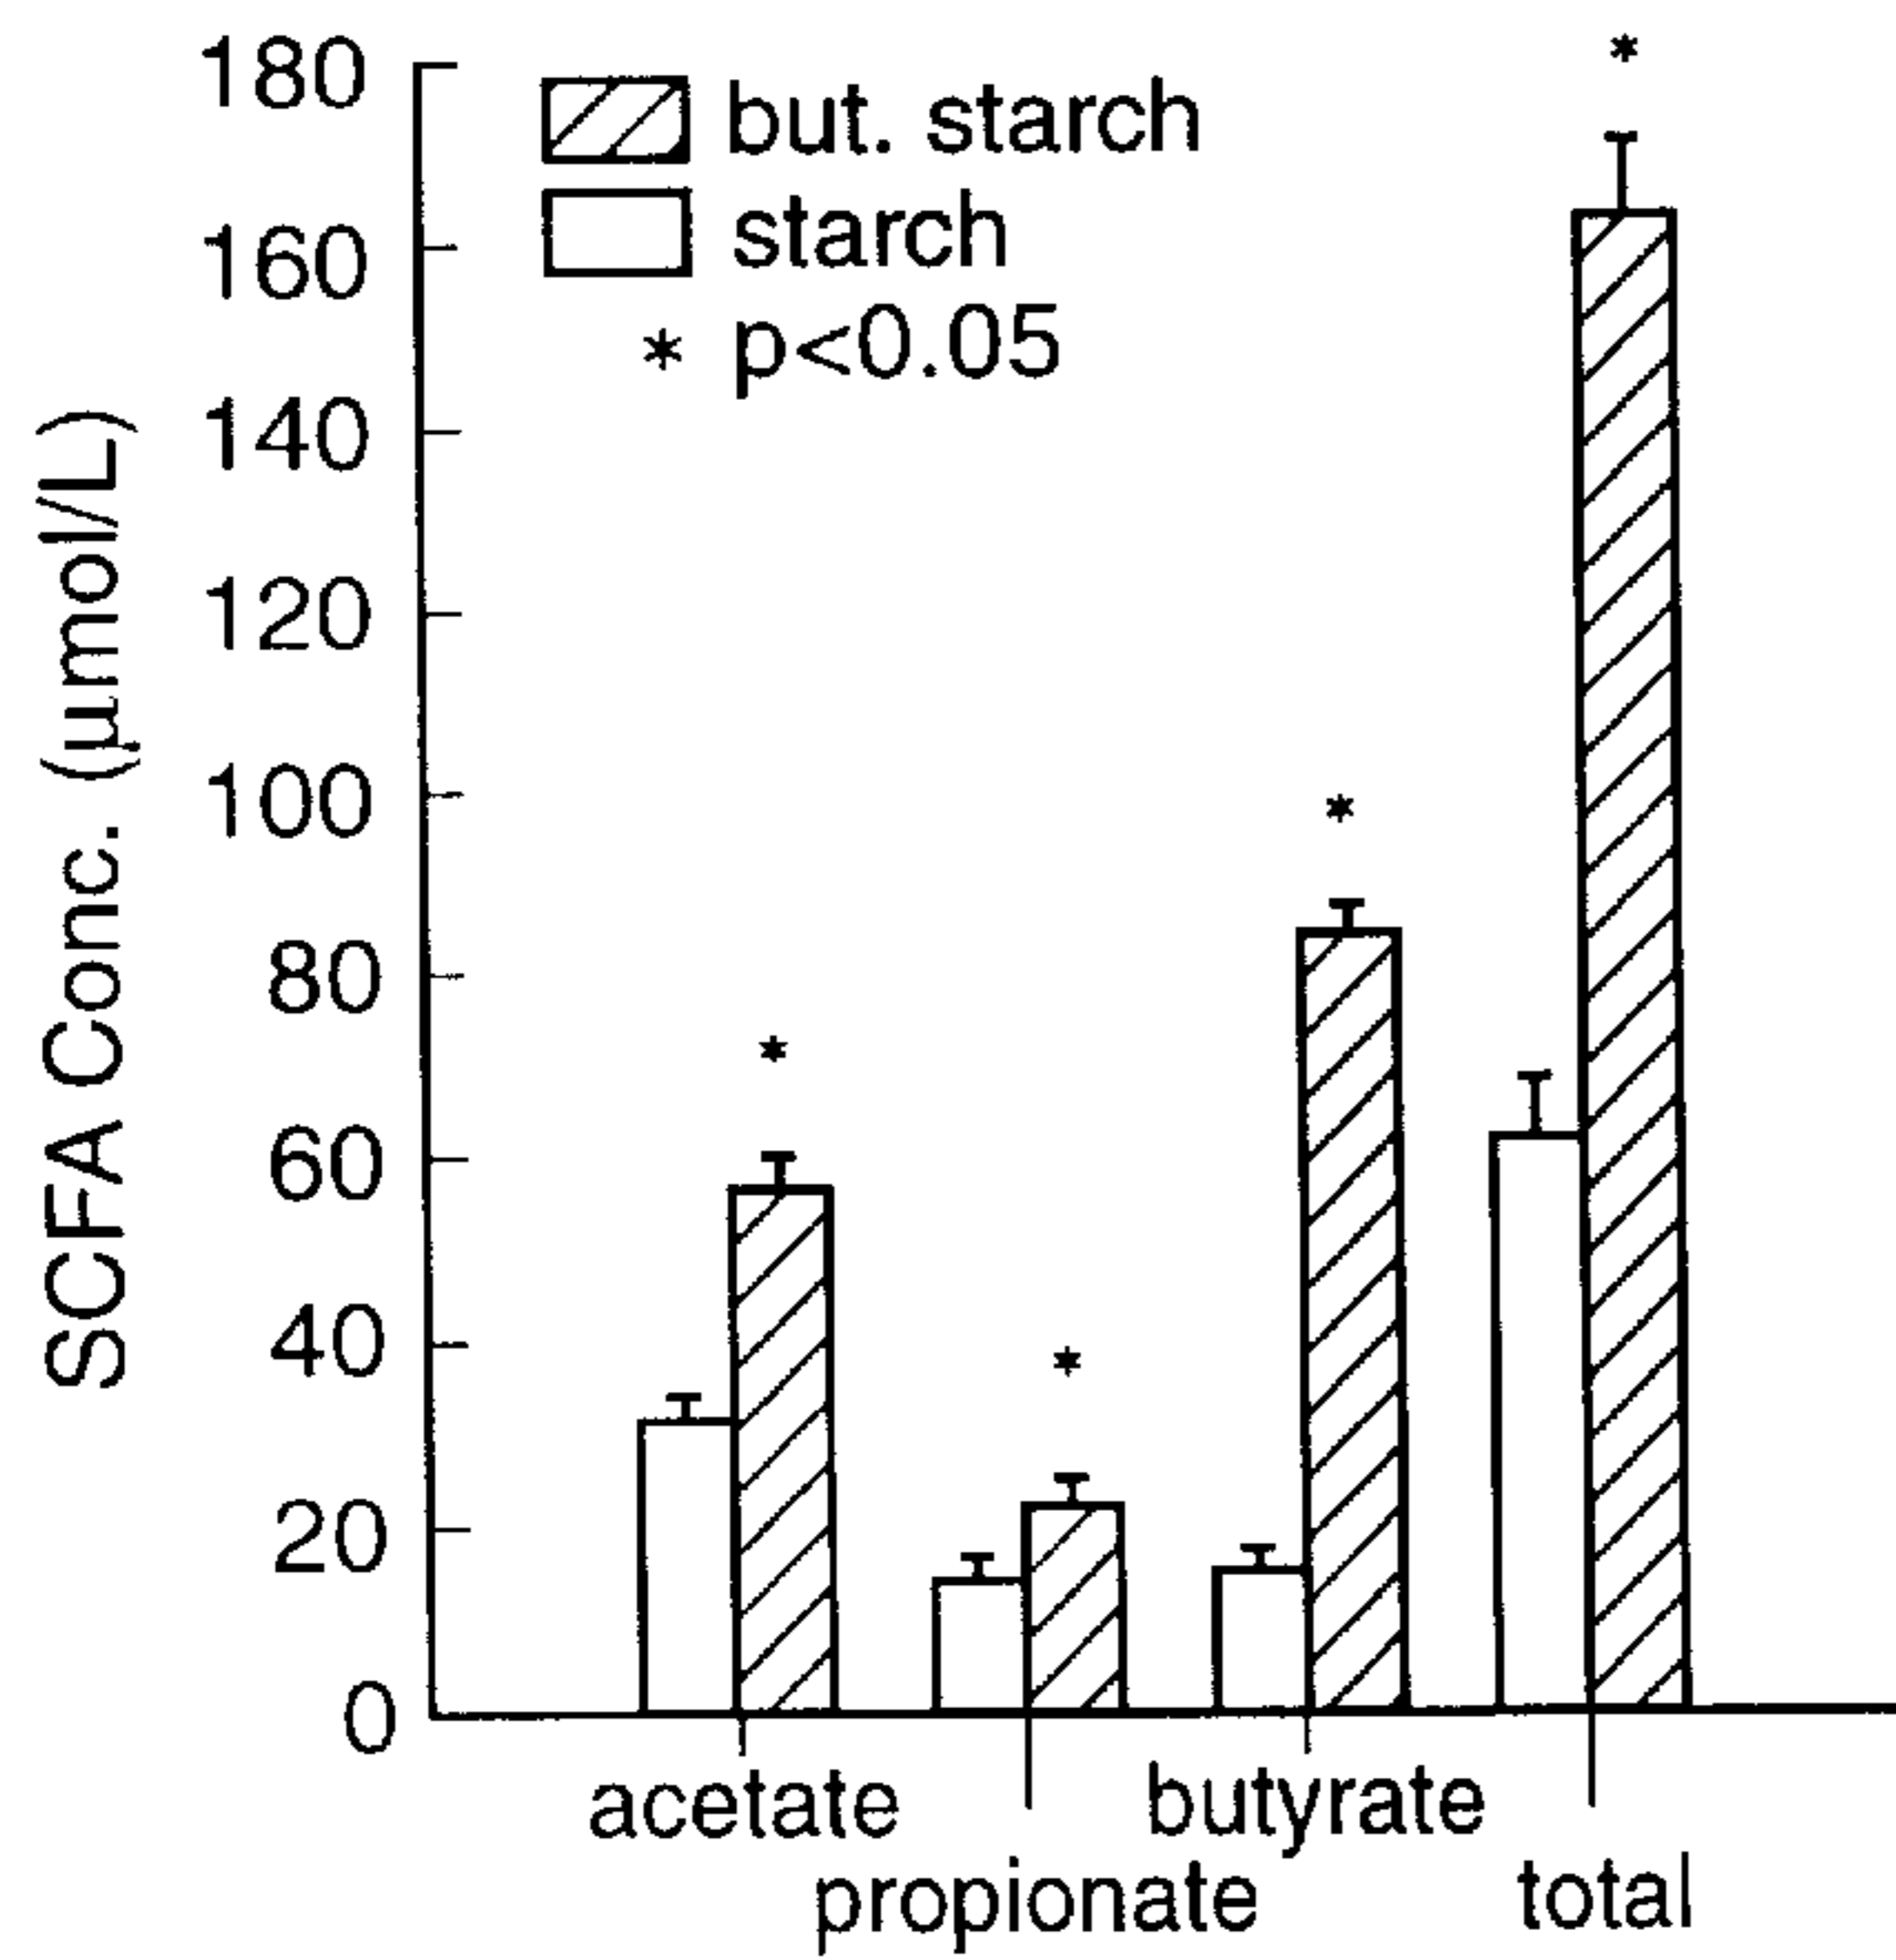 SCFA Conc. (µmol/L)
180
160
140
120
100
80
60
40
20
0
but. starch
starch
* p<0.05
*
*
*
*
acetate
propionate
butyrate
total